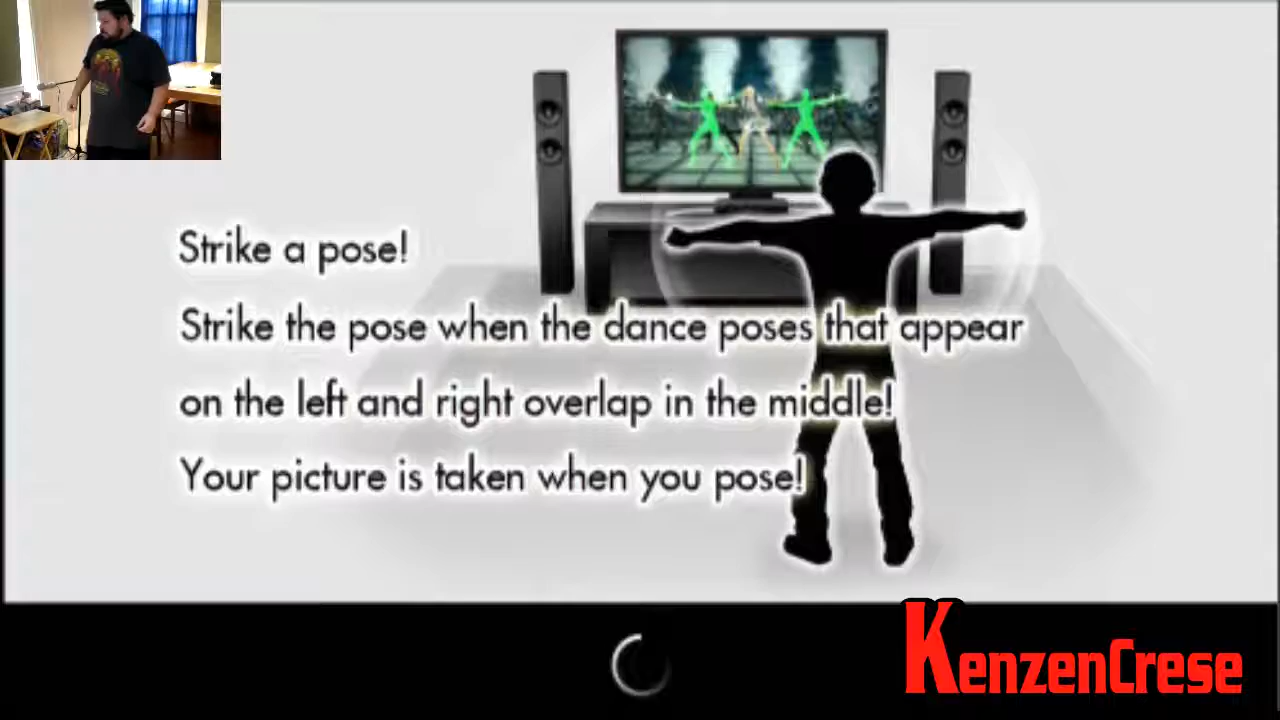 Strike a pose!
Strike the pose when the dance poses that appear
on the left and right overlap in the middle!
Your picture is taken when you pose!
KenzenCrese